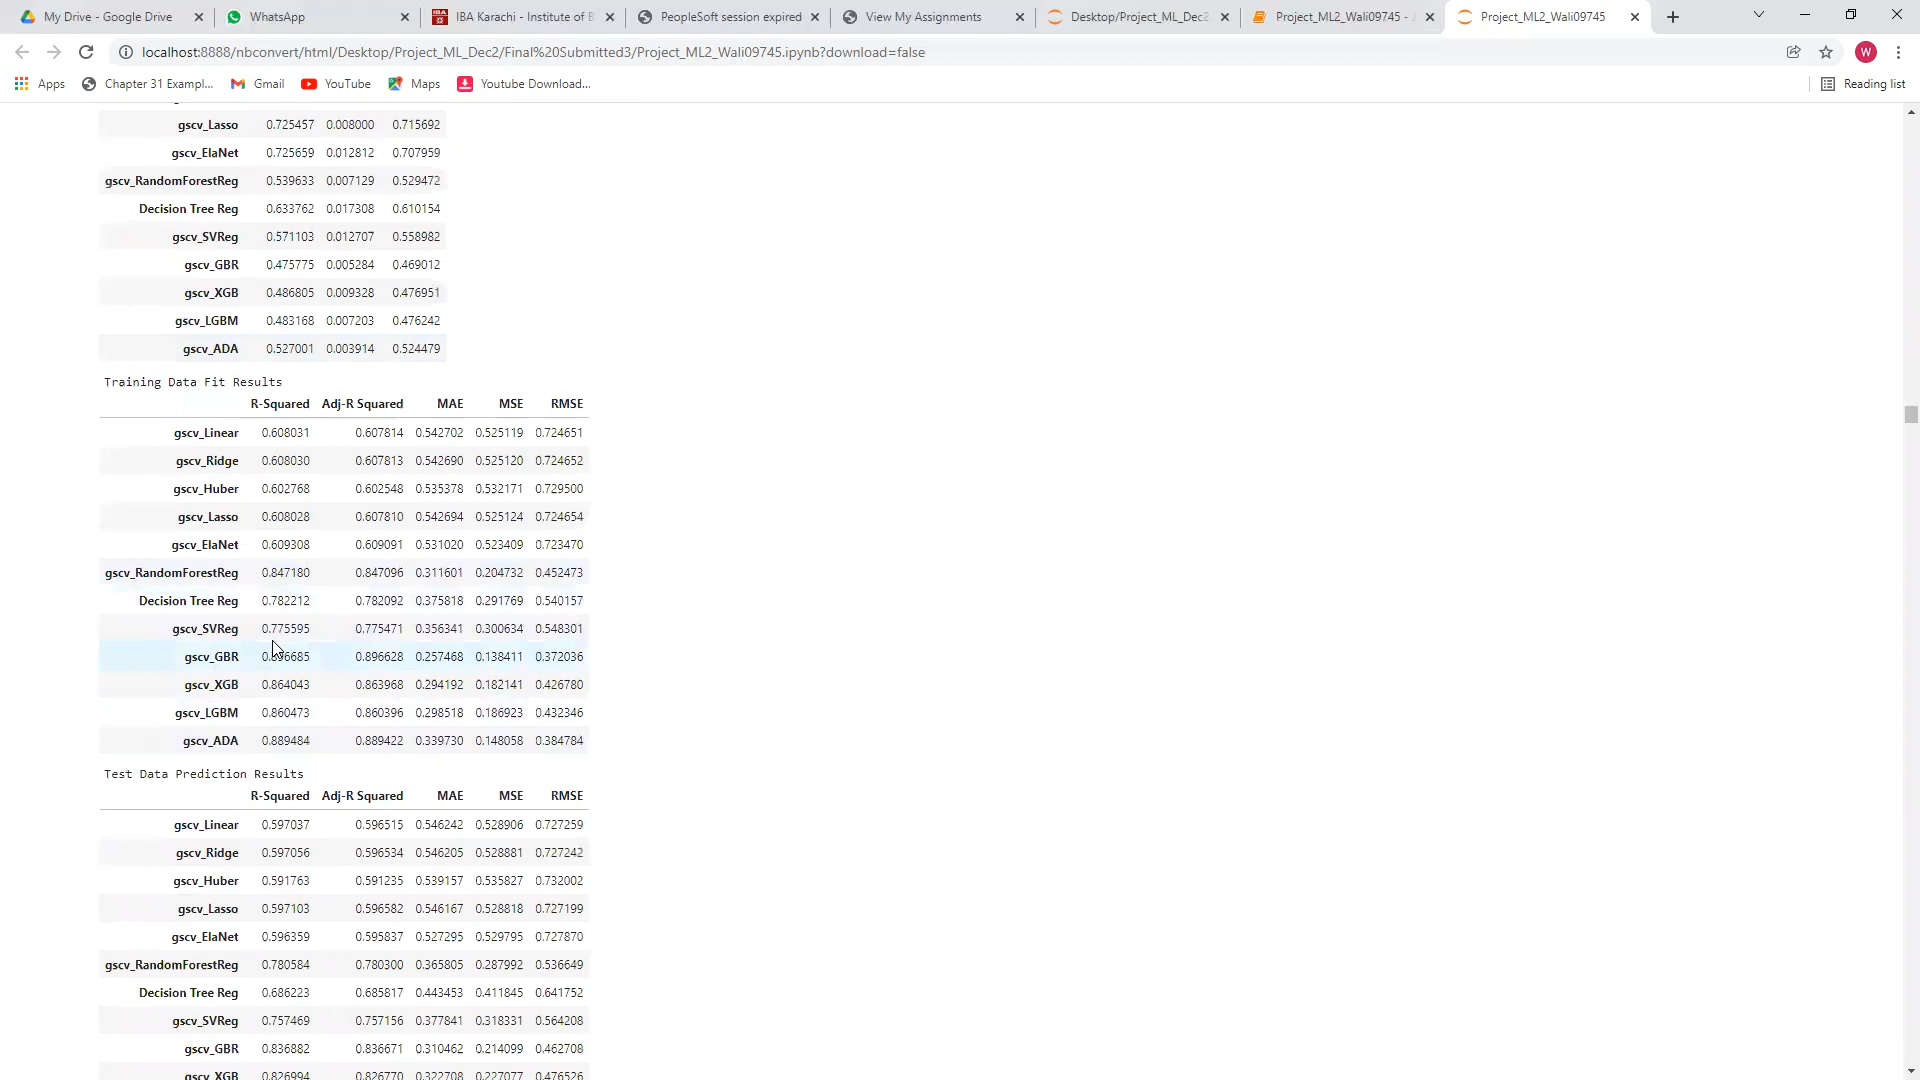 My Drive - Google Drive
WhatsApp
IBA Karachi - Institute of B
PeopleSoft session expired
View My Assignments
Desktop/Project_ML_Dec2
Project_ML2_Wali09745 - J
Project_ML2_Wali09745
localhost:8888/nbconvert/html/Desktop/Project_ML_Dec2/Final%20Submitted3/Project_ML2_Wali09745.ipynb?download=false
W
Apps
Chapter 31 Exampl...
Gmail
YouTube
Maps
Youtube Download...
Reading list
gscv_Lasso 0.725457 0.008000 0.715692
gscv_ElaNet 0.725659 0.012812 0.707959
gscv_RandomForestReg 0.539633 0.007129 0.529472
Decision Tree Reg 0.633762 0.017308 0.610154
gscv_SVReg 0.571103 0.012707 0.558982
gscv_GBR 0.475775 0.005284 0.469012
gscv_XGB 0.486805 0.009328 0.476951
gscv_LGBM 0.483168 0.007203 0.476242
gscv_ADA 0.527001 0.003914 0.524479
Training Data Fit Results
R-Squared Adj-R Squared MAE MSE RMSE
gscv_Linear 0.608031 0.607814 0.542702 0.525119 0.724651
gscv_Ridge 0.608030 0.607813 0.542690 0.525120 0.724652
gscv_Huber 0.602768 0.602548 0.535378 0.532171 0.729500
gscv_Lasso 0.608028 0.607810 0.542694 0.525124 0.724654
gscv_ElaNet 0.609308 0.609091 0.531020 0.523409 0.723470
gscv_RandomForestReg 0.847180 0.847096 0.311601 0.204732 0.452473
Decision Tree Reg 0.782212 0.782092 0.375818 0.291769 0.540157
gscv_SVReg 0.775595 0.775471 0.356341 0.300634 0.548301
gscv_GBR 0.896685 0.896628 0.257468 0.138411 0.372036
gscv_XGB 0.864043 0.863968 0.294192 0.182141 0.426780
gscv_LGBM 0.860473 0.860396 0.298518 0.186923 0.432346
gscv_ADA 0.889484 0.889422 0.339730 0.148058 0.384784
Test Data Prediction Results
R-Squared Adj-R Squared MAE MSE RMSE
gscv_Linear 0.597037 0.596515 0.546242 0.528906 0.727259
gscv_Ridge 0.597056 0.596534 0.546205 0.528881 0.727242
gscv_Huber 0.591763 0.591235 0.539157 0.535827 0.732002
gscv_Lasso 0.597103 0.596582 0.546167 0.528818 0.727199
gscv_ElaNet 0.596359 0.595837 0.527295 0.529795 0.727870
gscv_RandomForestReg 0.780584 0.780300 0.365805 0.287992 0.536649
Decision Tree Reg 0.686223 0.685817 0.443453 0.411845 0.641752
gscv_SVReg 0.757469 0.757156 0.377841 0.318331 0.564208
gscv_GBR 0.836882 0.836671 0.310462 0.214099 0.462708
gscv_XGB 0.826994 0.826770 0.322708 0.227077 0.476526